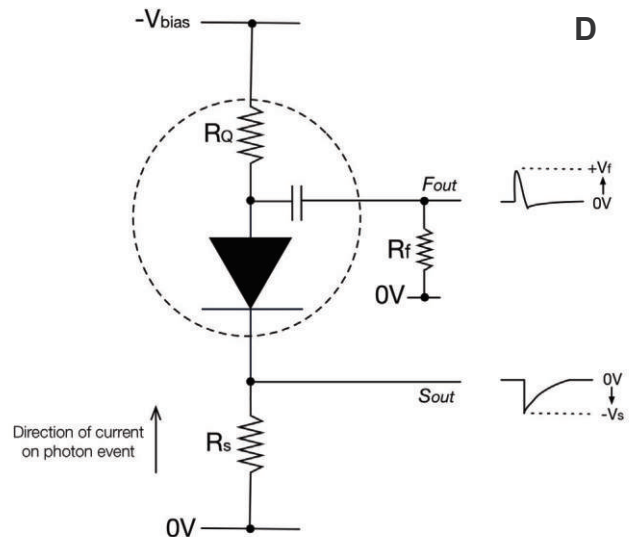 -Vbias
D
RQ
Fout
+Vf
0V
Rf
0V
Sout
0V
-Vs
Direction of current
on photon event
Rs
0V